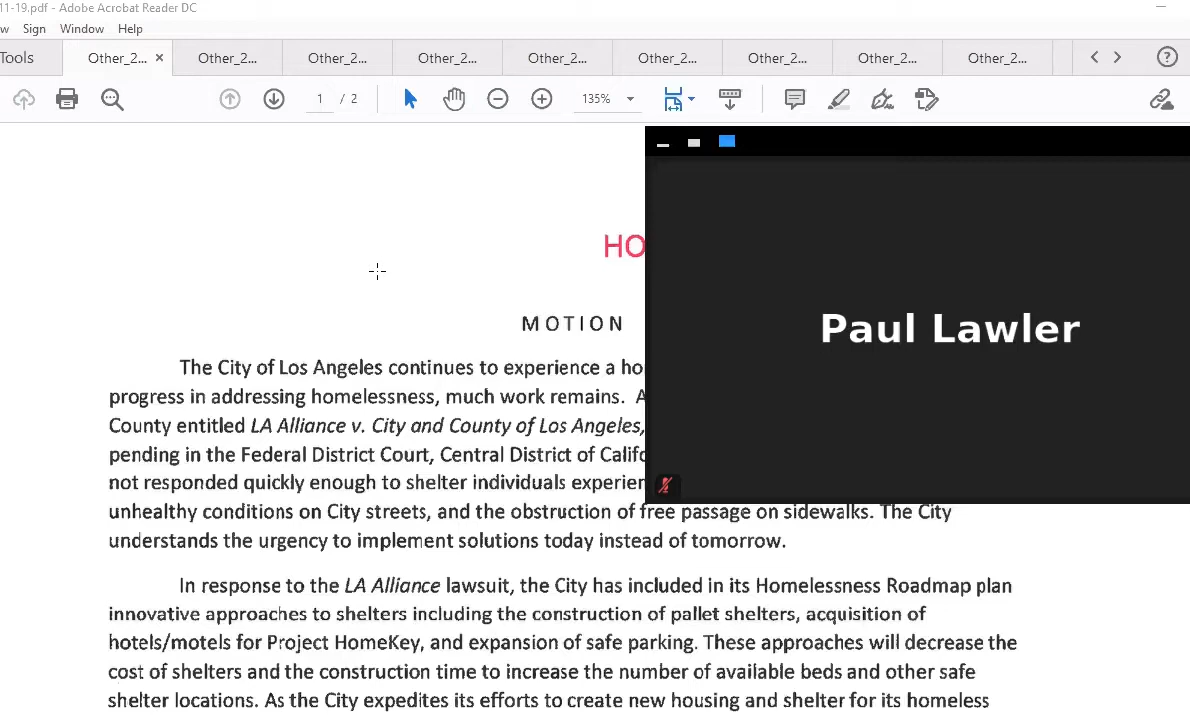 11-19.pdf - Adobe Acrobat Reader DC
w Sign Window Help
Tools Other_2... × Other_2... Other_2... Other_2... Other_2... Other_2... Other_2... Other_2... Other_2...
1 / 2 135%
HO
MOTION
The City of Los Angeles continues to experience a ho
progress in addressing homelessness, much work remains. A
County entitled LA Alliance v. City and County of Los Angeles,
pending in the Federal District Court, Central District of Califo
not responded quickly enough to shelter individuals experien
unhealthy conditions on City streets, and the obstruction of free passage on sidewalks. The City
understands the urgency to implement solutions today instead of tomorrow.
In response to the LA Alliance lawsuit, the City has included in its Homelessness Roadmap plan
innovative approaches to shelters including the construction of pallet shelters, acquisition of
hotels/motels for Project HomeKey, and expansion of safe parking. These approaches will decrease the
cost of shelters and the construction time to increase the number of available beds and other safe
shelter locations. As the City expedites its efforts to create new housing and shelter for its homeless
Paul Lawler